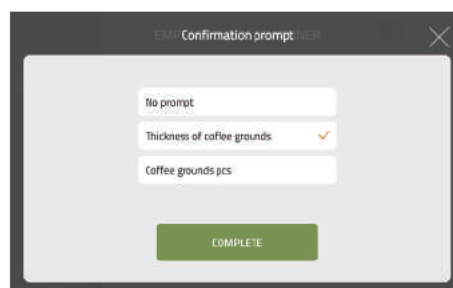 Confirmation prompt
No prompt
Thickness of coffee grounds
Coffee grounds pcs
COMPLETE